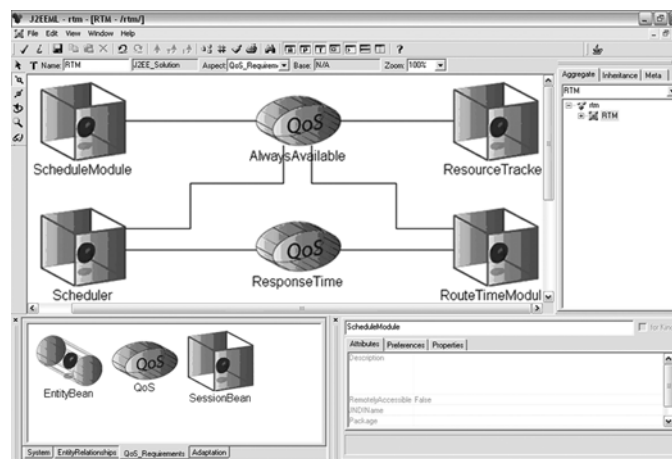 J2EEML - rtm - [RTM - /rtm/]
File Edit View Window Help
Name: RTM J2EE_Solution Aspect: QoS_Requirem Base: N/A Zoom: 100%
Aggregate Inheritance Meta
RTM
rtm
RTM
QoS
ScheduleModule AlwaysAvailable ResourceTracke
QoS
Scheduler ResponseTime RouteTimeModul
ScheduleModule
Attributes Preferences Properties
Description
RemotelyAccessible False
JNDIName
Package
QoS
EntityBean QoS SessionBean
System EntityRelationships QoS_Requirements Adaptation